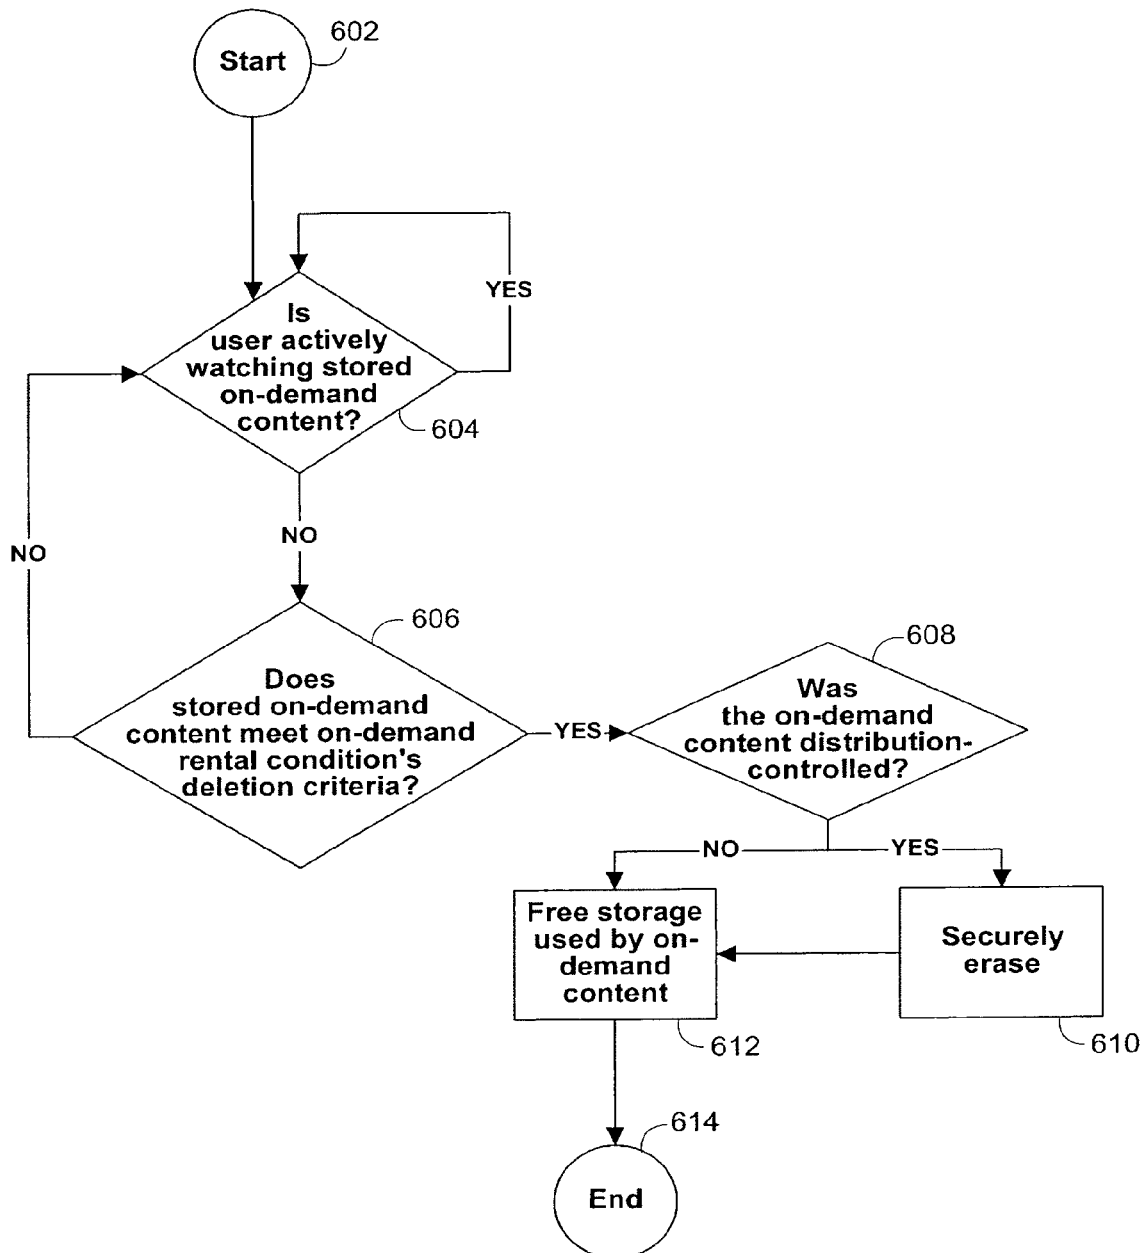 602
Start
YES
Is
user actively
watching stored
on-demand
content?
604
NO
NO
606
Does
stored on-demand
content meet on-demand
rental condition's
deletion criteria?
YES
608
Was
the on-demand
content distribution-
controlled?
NO
YES
Free storage
used by on-
demand
content
612
Securely
erase
610
614
End